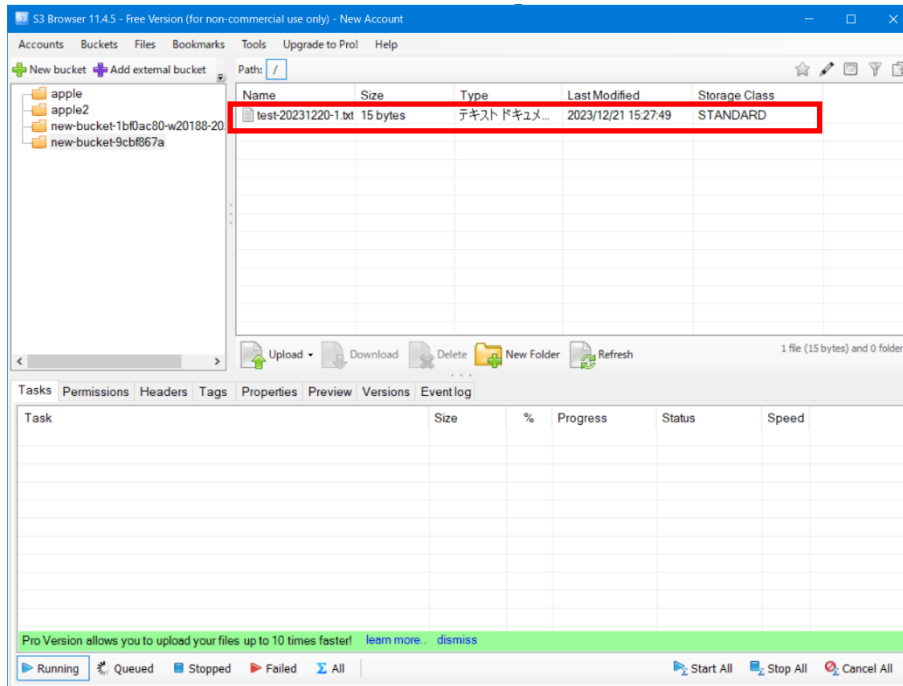 S3 Browser 11.4.5 - Free Version (for non-commercial use only) - New Account
Accounts Buckets Files Bookmarks Tools Upgrade to Pro! Help
New bucket Add external bucket
Path: /
apple
apple2
new-bucket-1bf0ac80-w20188-20
new-bucket-9cbf867a
Name Size Type Last Modified Storage Class
test-20231220-1.txt 15 bytes テキスト ドキュメ... 2023/12/21 15:27:49 STANDARD
Upload Download Delete New Folder Refresh
1 file (15 bytes) and 0 folder
Tasks Permissions Headers Tags Properties Preview Versions Event log
Task Size % Progress Status Speed
Pro Version allows you to upload your files up to 10 times faster! learn more.. dismiss
Running Queued Stopped Failed All Start All Stop All Cancel All